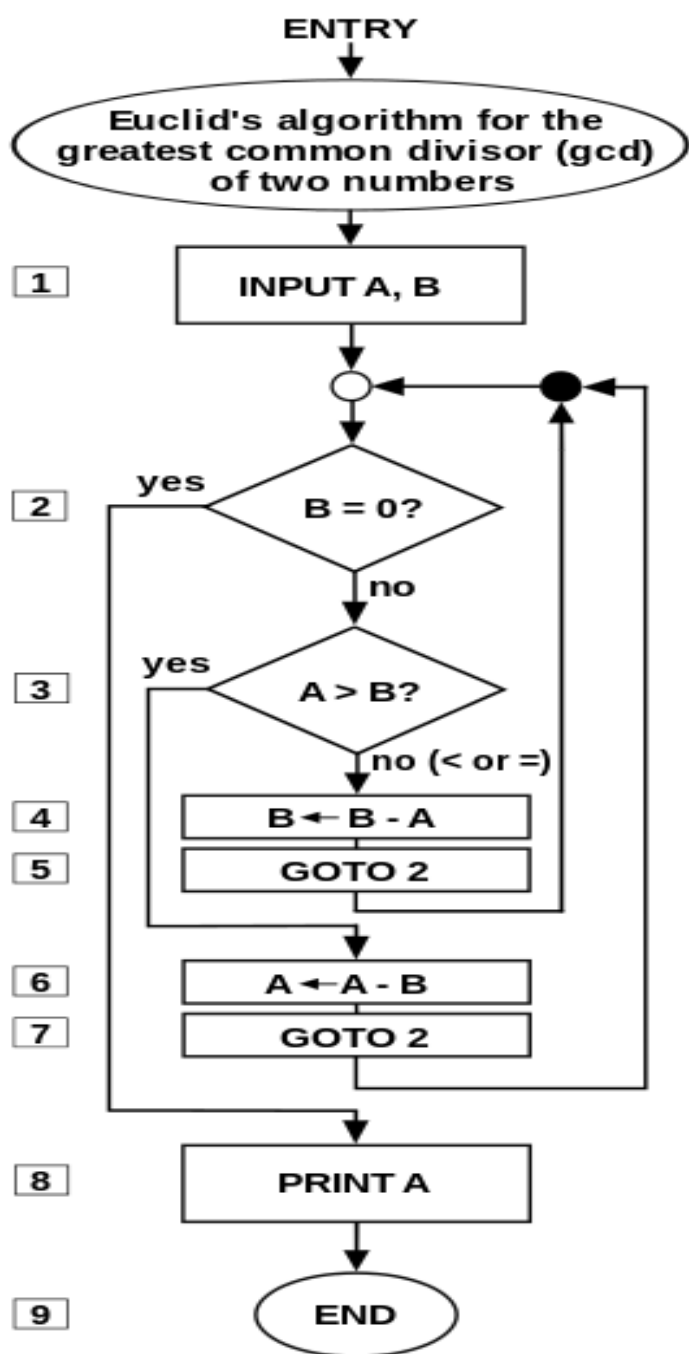 ENTRY
Euclid's algorithm for the
greatest common divisor (gcd)
of two numbers
1
INPUT A, B
yes
2
B = 0?
no
yes
3
A > B?
no (< or =)
4
B ← B - A
5
GOTO 2
6
A ← A - B
7
GOTO 2
8
PRINT A
9
END